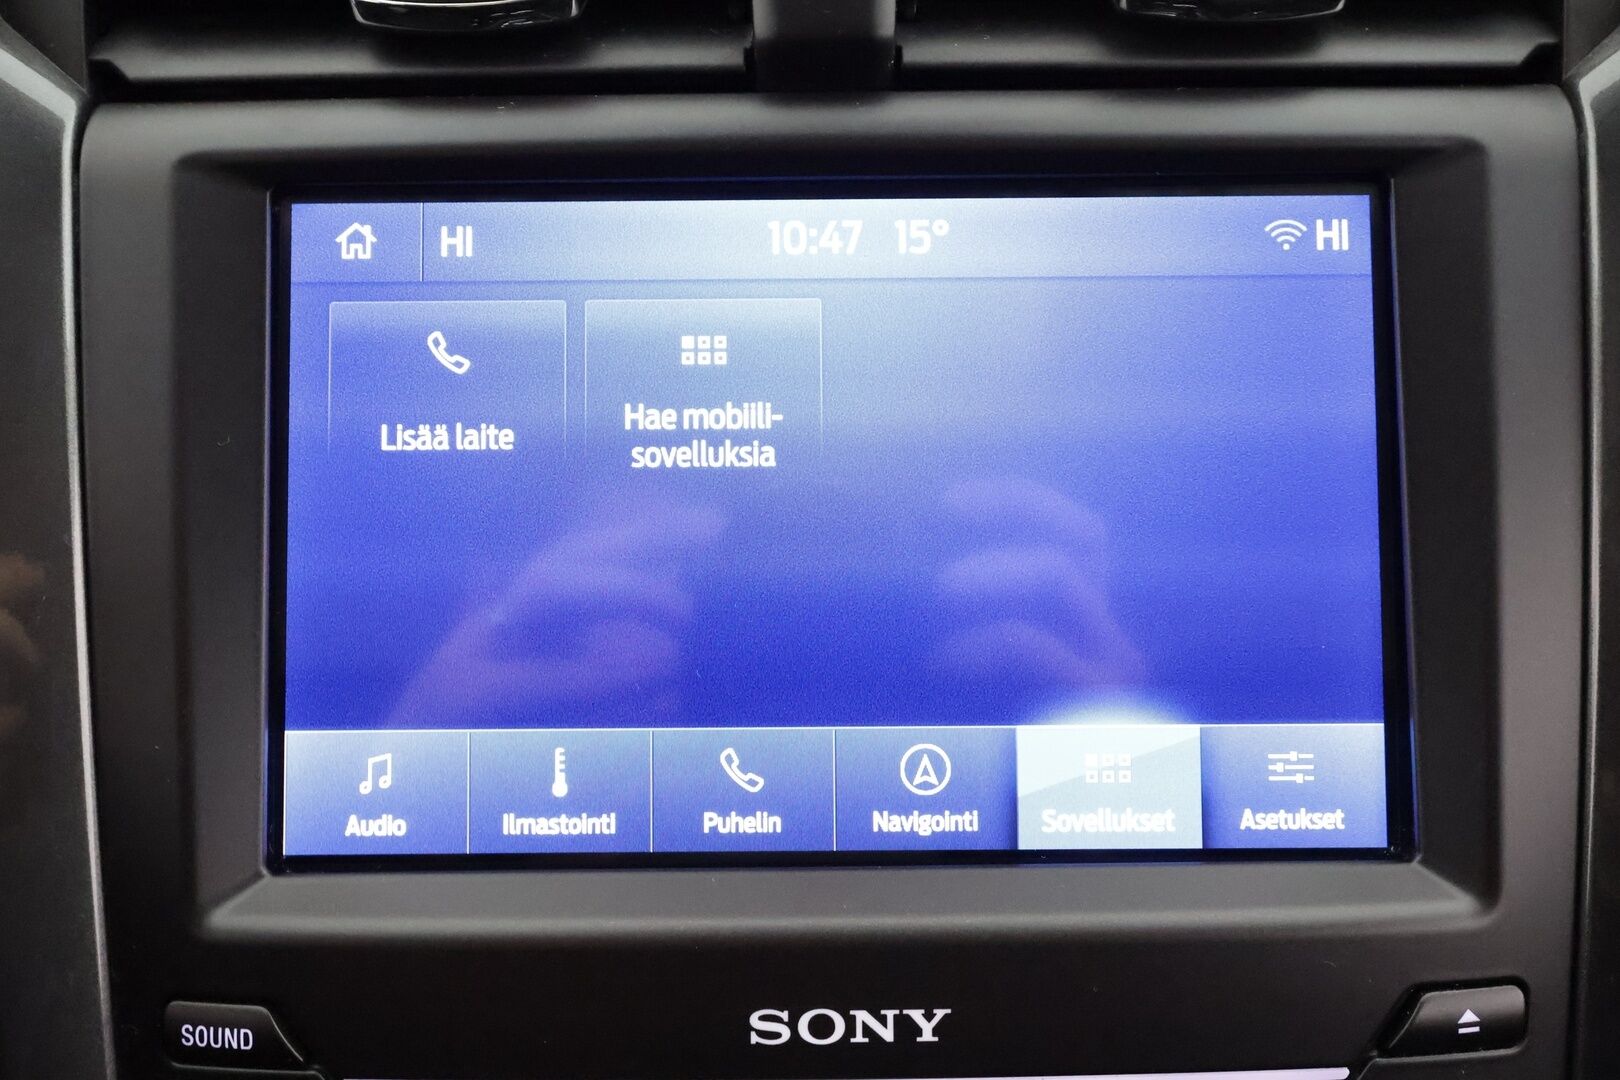 HI 10:47 15° HI
Lisää laite
Hae mobiili-
sovelluksia
Audio Ilmastointi Puhelin Navigointi Sovellukset Asetukset
SOUND SONY